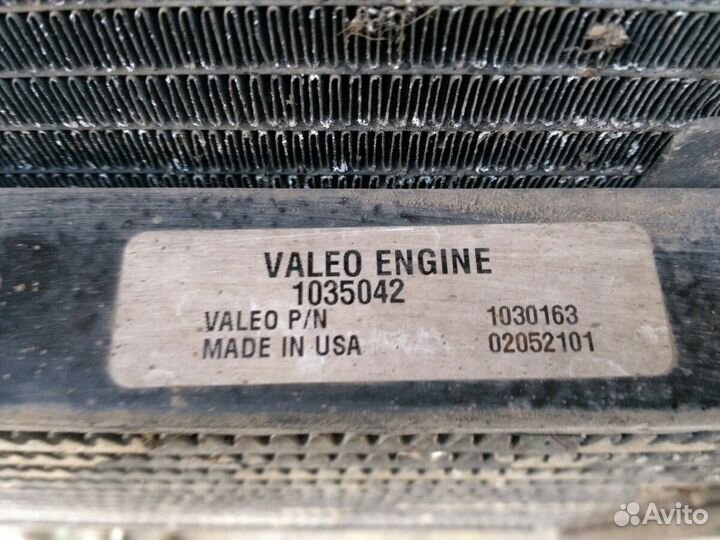 VALEO ENGINE
1035042
VALEO P/N 1030163
MADE IN USA 02052101
Avito